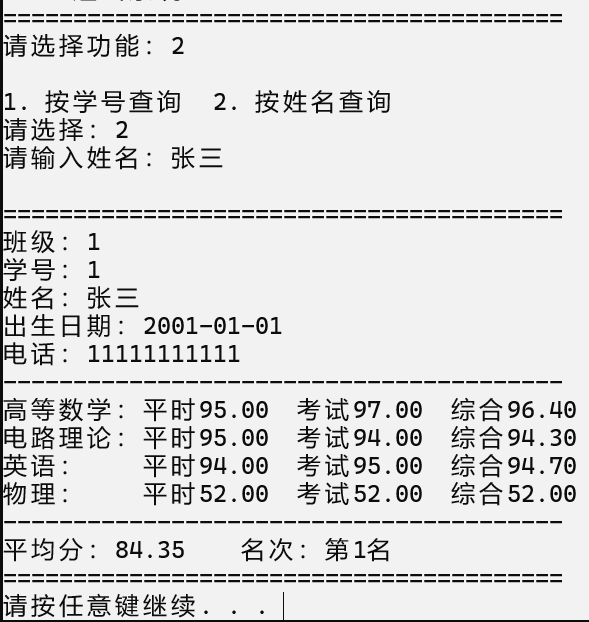 ========================================
请选择功能: 2
1. 按学号查询  2. 按姓名查询
请选择: 2
请输入姓名: 张三
========================================
班级: 1
学号: 1
姓名: 张三
出生日期: 2001-01-01
电话: 11111111111
----------------------------------------
高等数学: 平时95.00  考试97.00  综合96.40
电路理论: 平时95.00  考试94.00  综合94.30
英语:     平时94.00  考试95.00  综合94.70
物理:     平时52.00  考试52.00  综合52.00
----------------------------------------
平均分: 84.35    名次: 第1名
========================================
请按任意键继续. . .